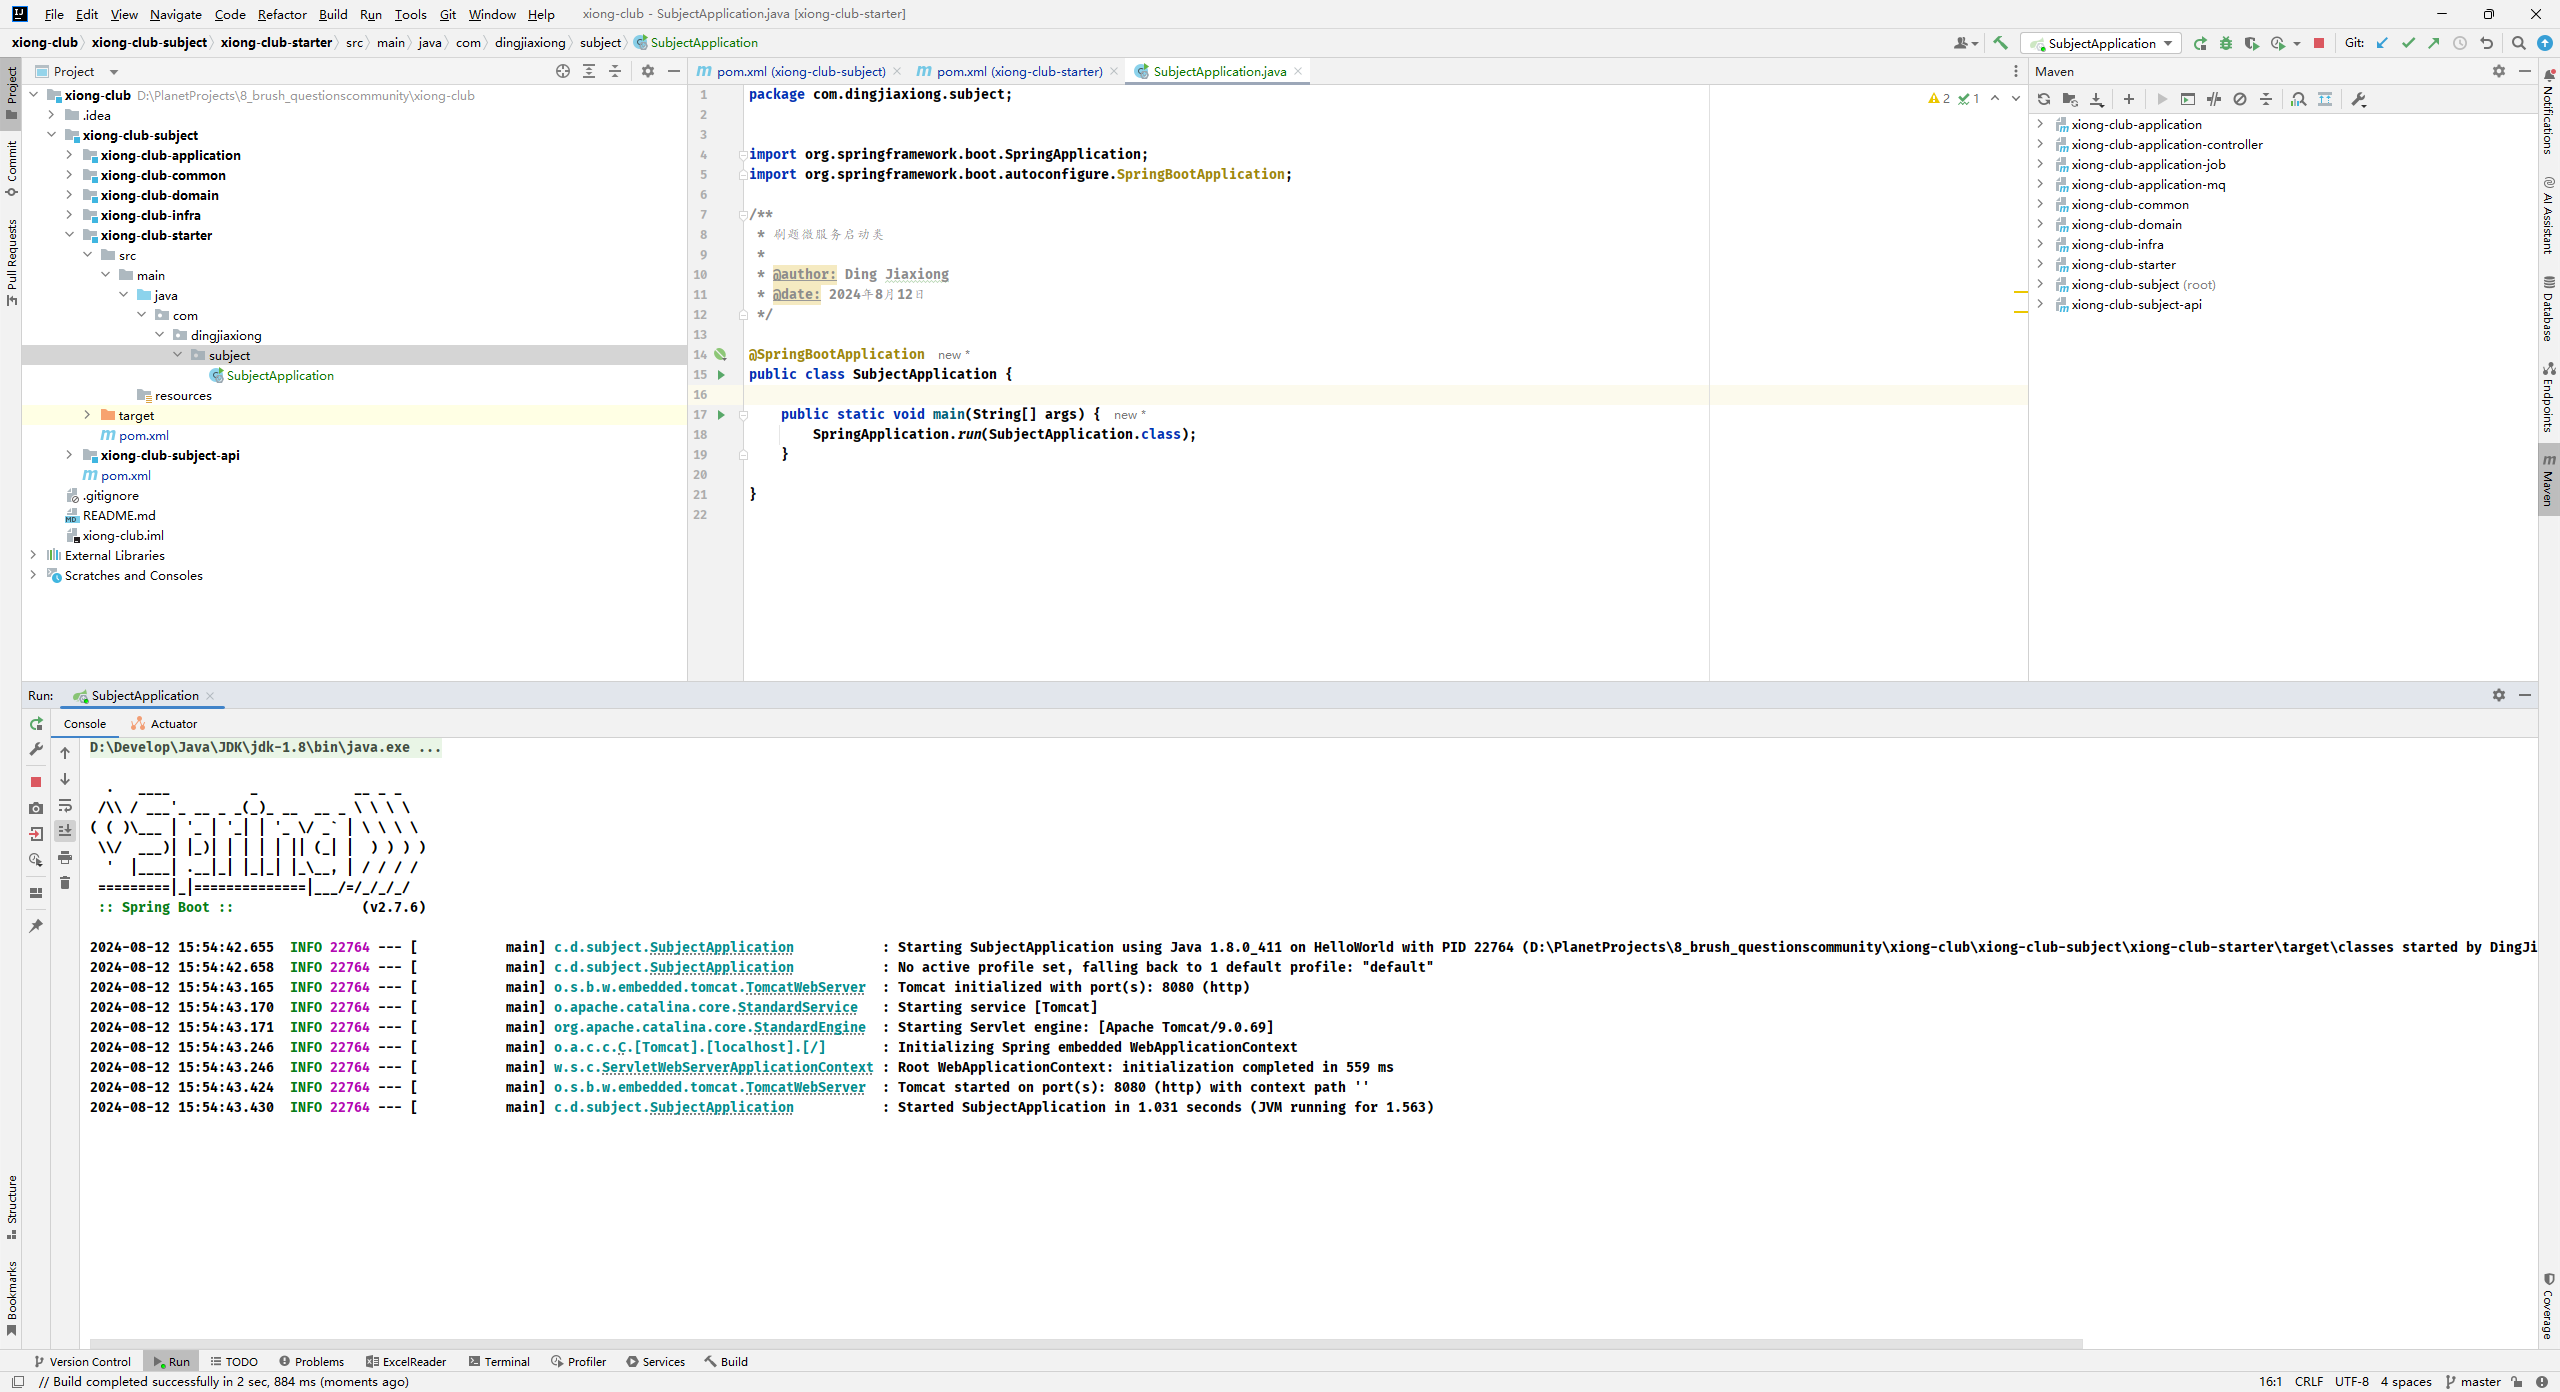 File Edit View Navigate Code Refactor Build Run Tools Git Window Help xiong-club - SubjectApplication.java [xiong-club-starter]
xiong-club xiong-club-subject xiong-club-starter src main java com dingjiaxiong subject SubjectApplication
SubjectApplication Git:
Project
pom.xml (xiong-club-subject) pom.xml (xiong-club-starter) SubjectApplication.java
Maven
Project
Commit
Pull Requests
Structure
Bookmarks
xiong-club D:\PlanetProjects\8_brush_questionscommunity\xiong-club
.idea
xiong-club-subject
xiong-club-application
xiong-club-common
xiong-club-domain
xiong-club-infra
xiong-club-starter
src
main
java
com
dingjiaxiong
subject
SubjectApplication
resources
target
pom.xml
xiong-club-subject-api
pom.xml
.gitignore
README.md
xiong-club.iml
External Libraries
Scratches and Consoles
2 1
1 package com.dingjiaxiong.subject;
2
3
4 import org.springframework.boot.SpringApplication;
5 import org.springframework.boot.autoconfigure.SpringBootApplication;
6
7 /**
8 * 刷题微服务启动类
9 *
10 * @author: Ding Jiaxiong
11 * @date: 2024年8月12日
12 */
13
14 @SpringBootApplication new *
15 public class SubjectApplication {
16
17 public static void main(String[] args) { new *
18 SpringApplication.run(SubjectApplication.class);
19 }
20
21 }
22
xiong-club-application
xiong-club-application-controller
xiong-club-application-job
xiong-club-application-mq
xiong-club-common
xiong-club-domain
xiong-club-infra
xiong-club-starter
xiong-club-subject (root)
xiong-club-subject-api
Notifications
AI Assistant
Database
Endpoints
Maven
Coverage
Run: SubjectApplication
Console Actuator
D:\Develop\Java\JDK\jdk-1.8\bin\java.exe ...
  .   ____          _            __ _ _
 /\\ / ___'_ __ _ _(_)_ __  __ _ \ \ \ \
( ( )\___ | '_ | '_| | '_ \/ _` | \ \ \ \
 \\/  ___)| |_)| | | | | || (_| |  ) ) ) )
  '  |____| .__|_| |_|_| |_\__, | / / / /
 =========|_|==============|___/=/_/_/_/
:: Spring Boot :: (v2.7.6)
2024-08-12 15:54:42.655 INFO 22764 --- [ main] c.d.subject.SubjectApplication : Starting SubjectApplication using Java 1.8.0_411 on HelloWorld with PID 22764 (D:\PlanetProjects\8_brush_questionscommunity\xiong-club\xiong-club-subject\xiong-club-starter\target\classes started by DingJi
2024-08-12 15:54:42.658 INFO 22764 --- [ main] c.d.subject.SubjectApplication : No active profile set, falling back to 1 default profile: "default"
2024-08-12 15:54:43.165 INFO 22764 --- [ main] o.s.b.w.embedded.tomcat.TomcatWebServer : Tomcat initialized with port(s): 8080 (http)
2024-08-12 15:54:43.170 INFO 22764 --- [ main] o.apache.catalina.core.StandardService : Starting service [Tomcat]
2024-08-12 15:54:43.171 INFO 22764 --- [ main] org.apache.catalina.core.StandardEngine : Starting Servlet engine: [Apache Tomcat/9.0.69]
2024-08-12 15:54:43.246 INFO 22764 --- [ main] o.a.c.c.C.[Tomcat].[localhost].[/] : Initializing Spring embedded WebApplicationContext
2024-08-12 15:54:43.246 INFO 22764 --- [ main] w.s.c.ServletWebServerApplicationContext : Root WebApplicationContext: initialization completed in 559 ms
2024-08-12 15:54:43.424 INFO 22764 --- [ main] o.s.b.w.embedded.tomcat.TomcatWebServer : Tomcat started on port(s): 8080 (http) with context path ''
2024-08-12 15:54:43.430 INFO 22764 --- [ main] c.d.subject.SubjectApplication : Started SubjectApplication in 1.031 seconds (JVM running for 1.563)
Version Control Run TODO Problems ExcelReader Terminal Profiler Services Build
// Build completed successfully in 2 sec, 884 ms (moments ago) 16:1 CRLF UTF-8 4 spaces master